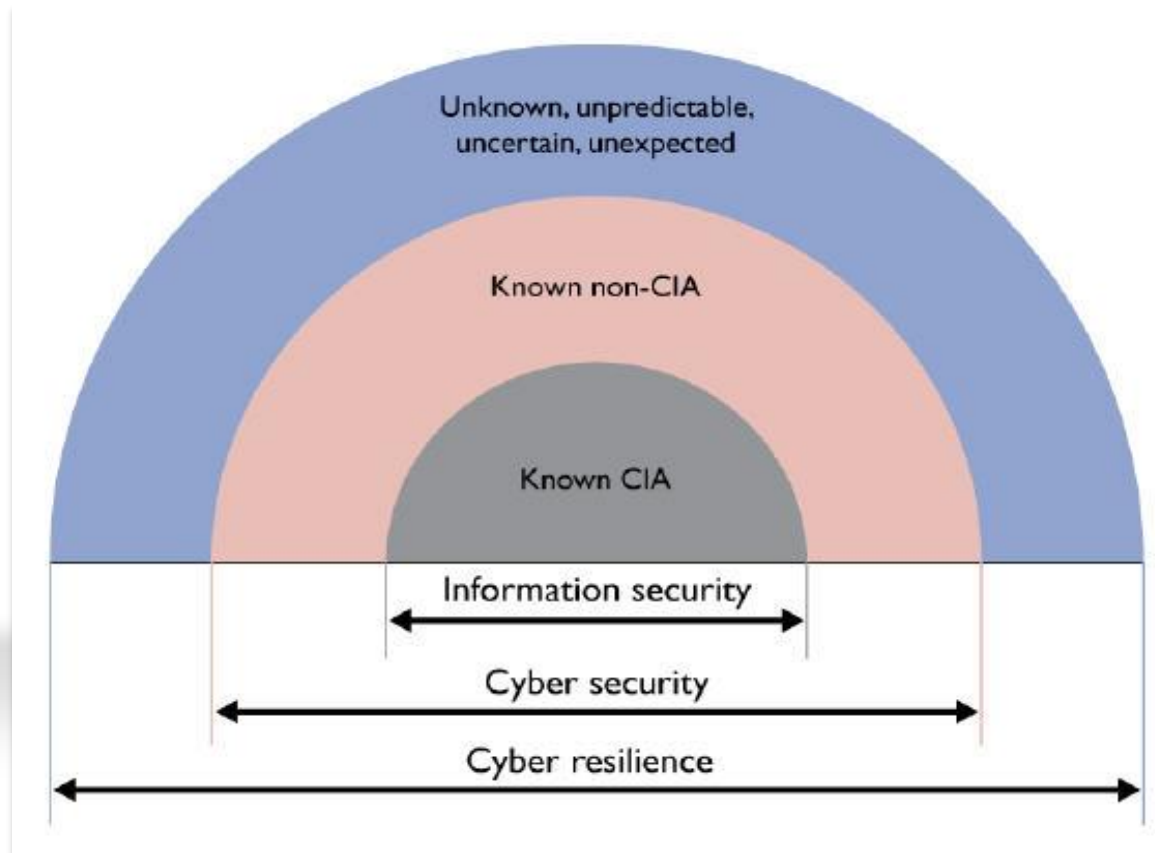 Unknown, unpredictable,
uncertain, unexpected
Known non-CIA
Known CIA
Information security
Cyber security
Cyber resilience